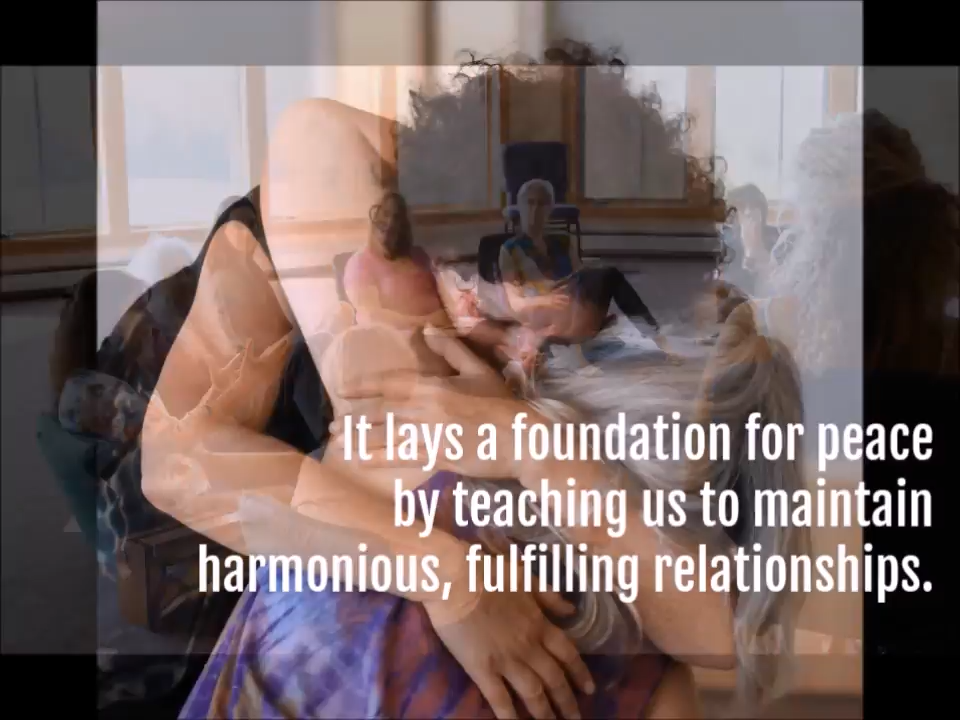 It lays a foundation for peace
by teaching us to maintain
harmonious, fulfilling relationships.